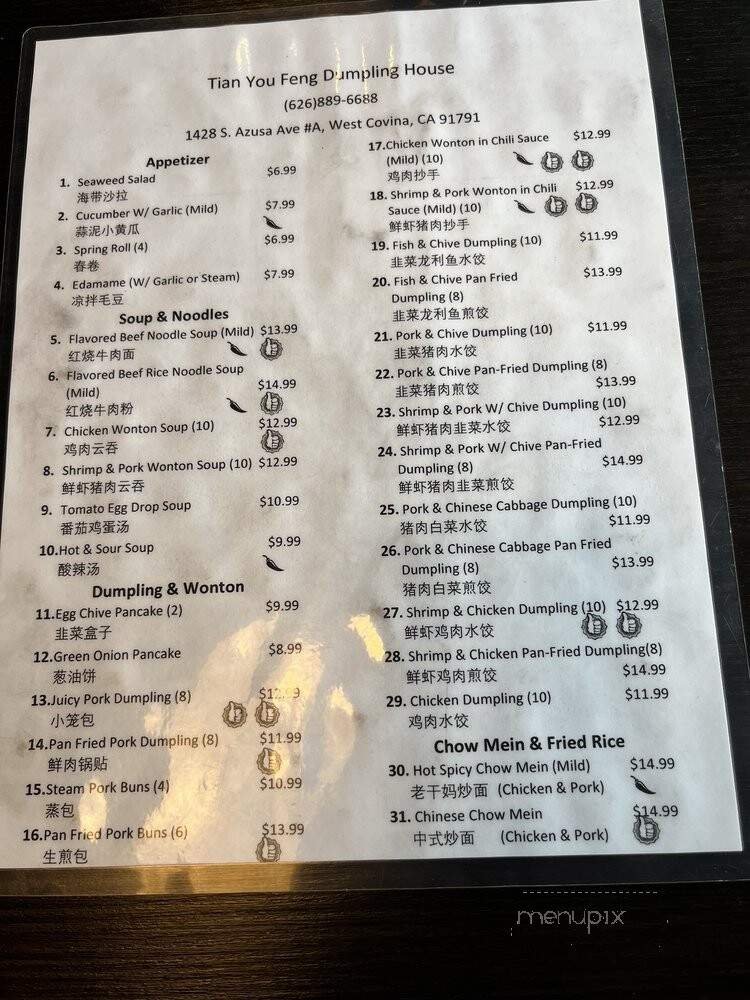 Tian You Feng Dumpling House
(626)889-6688
1428 S. Azusa Ave #A, West Covina, CA 91791
Appetizer
1. Seaweed Salad $6.99
海带沙拉
2. Cucumber W/ Garlic (Mild) $7.99
蒜泥小黄瓜
3. Spring Roll (4) $6.99
春卷
4. Edamame (W/ Garlic or Steam) $7.99
凉拌毛豆
Soup & Noodles
5. Flavored Beef Noodle Soup (Mild) $13.99
红烧牛肉面
6. Flavored Beef Rice Noodle Soup
(Mild) $14.99
红烧牛肉粉
7. Chicken Wonton Soup (10) $12.99
鸡肉云吞
8. Shrimp & Pork Wonton Soup (10) $12.99
鲜虾猪肉云吞
9. Tomato Egg Drop Soup $10.99
番茄鸡蛋汤
10.Hot & Sour Soup $9.99
酸辣汤
Dumpling & Wonton
11.Egg Chive Pancake (2) $9.99
韭菜盒子
12.Green Onion Pancake $8.99
葱油饼
13.Juicy Pork Dumpling (8) $12.99
小笼包
14.Pan Fried Pork Dumpling (8) $11.99
鲜肉锅贴
15.Steam Pork Buns (4) $10.99
蒸包
16.Pan Fried Pork Buns (6) $13.99
生煎包
17.Chicken Wonton in Chili Sauce $12.99
(Mild) (10)
鸡肉抄手
18. Shrimp & Pork Wonton in Chili $12.99
Sauce (Mild) (10)
鲜虾猪肉抄手
19. Fish & Chive Dumpling (10) $11.99
韭菜龙利鱼水饺
20. Fish & Chive Pan Fried $13.99
Dumpling (8)
韭菜龙利鱼煎饺
21. Pork & Chive Dumpling (10) $11.99
韭菜猪肉水饺
22. Pork & Chive Pan-Fried Dumpling (8)
韭菜猪肉煎饺 $13.99
23. Shrimp & Pork W/ Chive Dumpling (10)
鲜虾猪肉韭菜水饺 $12.99
24. Shrimp & Pork W/ Chive Pan-Fried
Dumpling (8) $14.99
鲜虾猪肉韭菜煎饺
25. Pork & Chinese Cabbage Dumpling (10)
猪肉白菜水饺 $11.99
26. Pork & Chinese Cabbage Pan Fried
Dumpling (8) $13.99
猪肉白菜煎饺
27. Shrimp & Chicken Dumpling (10) $12.99
鲜虾鸡肉水饺
28. Shrimp & Chicken Pan-Fried Dumpling(8)
鲜虾鸡肉煎饺 $14.99
29. Chicken Dumpling (10) $11.99
鸡肉水饺
Chow Mein & Fried Rice
30. Hot Spicy Chow Mein (Mild) $14.99
老干妈炒面 (Chicken & Pork)
31. Chinese Chow Mein $14.99
中式炒面 (Chicken & Pork)
menupix